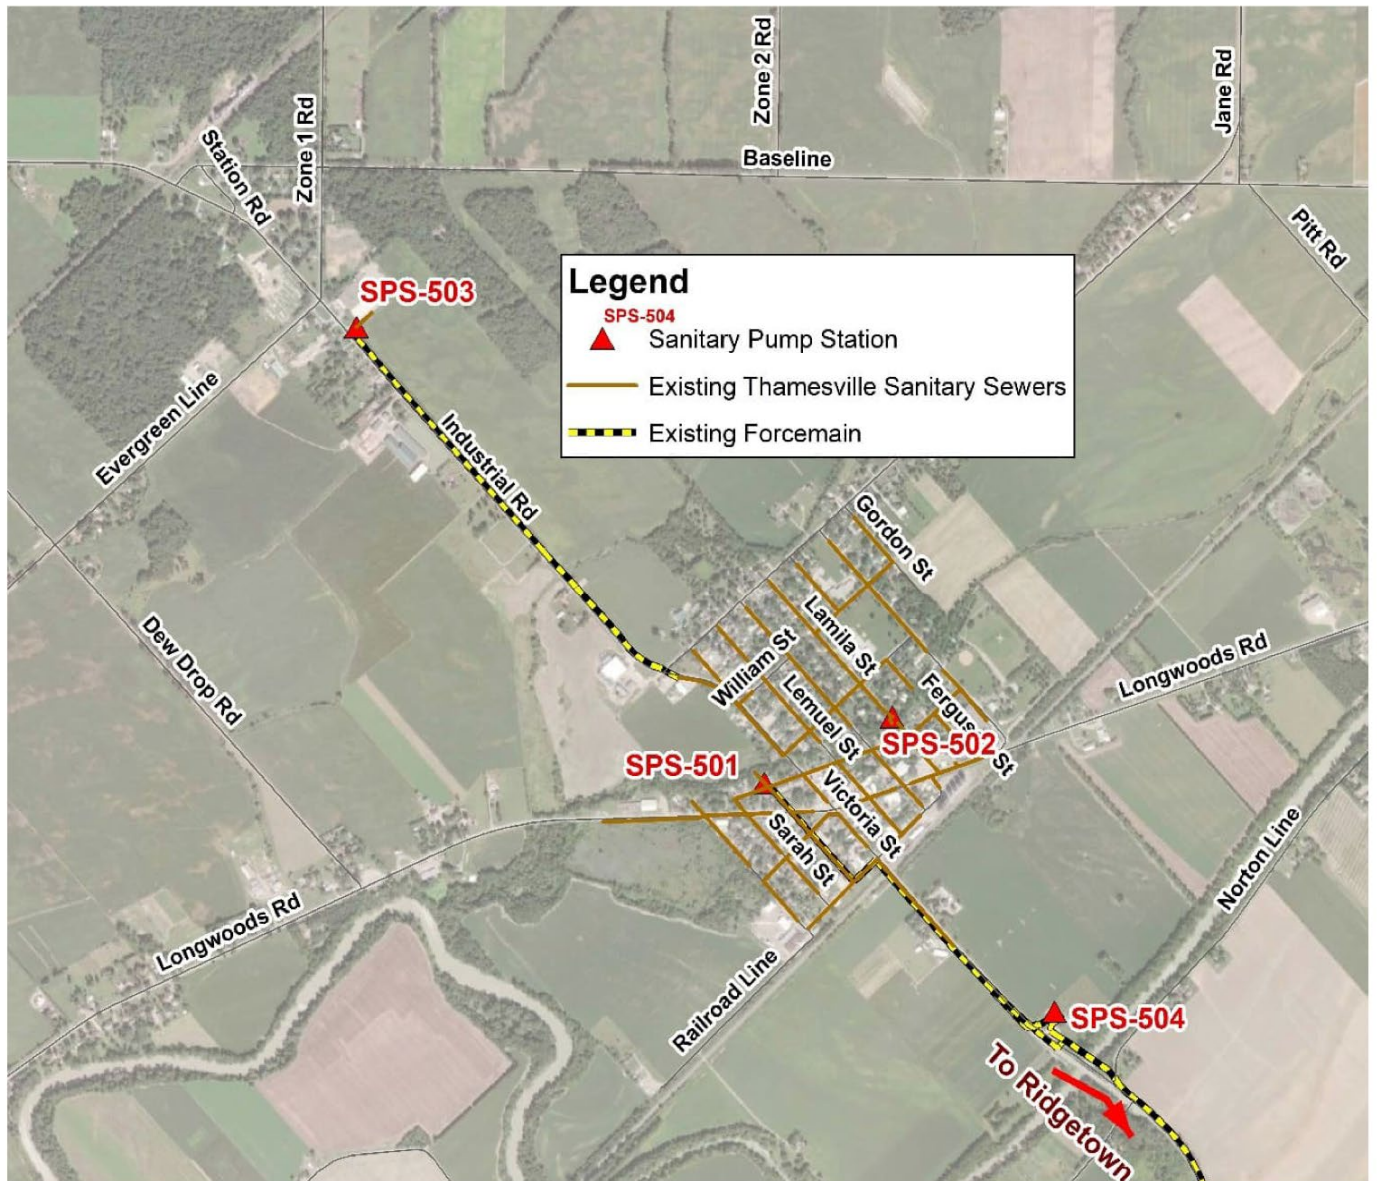 Zone 2 Rd
Jane Rd
Zone 1 Rd
Station Rd
Baseline
Pitt Rd
SPS-503
Legend
SPS-504
Sanitary Pump Station
Existing Thamesville Sanitary Sewers
Existing Forcemain
Evergreen Line
Industrial Rd
Gordon St
Dew Drop Rd
Lamila St
William St
Longwoods Rd
Fergus St
Lemuel St
SPS-502
SPS-501
Victoria St
Sarah St
Norton Line
Longwoods Rd
Railroad Line
SPS-504
To Ridgetown